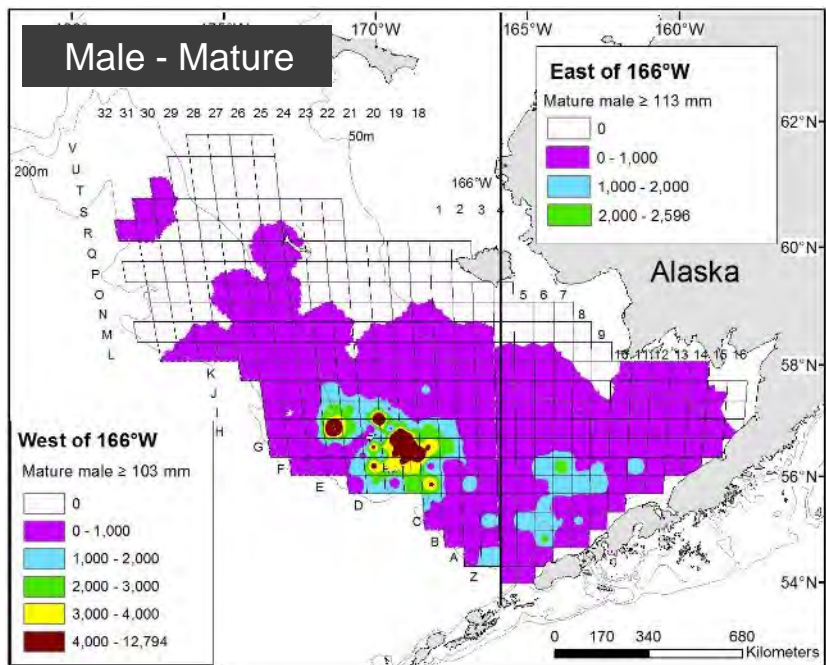 170°W
165°W
160°W
Male - Mature
East of 166°W
Mature male ≥ 113 mm
0
0-1,000
1,000 - 2,000
2,000 - 2,596
32 31 30 29 28 27 26 25 24 23 22 21 20 19 18
50m
200m
V
U
T
S
R
Q
P
O
N
M
L
K
J
I
H
G
F
E
D
C
B
A
Z
166°W
1 2 3 4
5 6 7
8
9
10 11 12 13 14 15 16
62°N
60°N
58°N
56°N
54°N
Alaska
West of 166°W
Mature male ≥ 103 mm
0
0-1,000
1,000 - 2,000
2,000 - 3,000
3,000 - 4,000
4,000 - 12,794
0 170 340 680
Kilometers